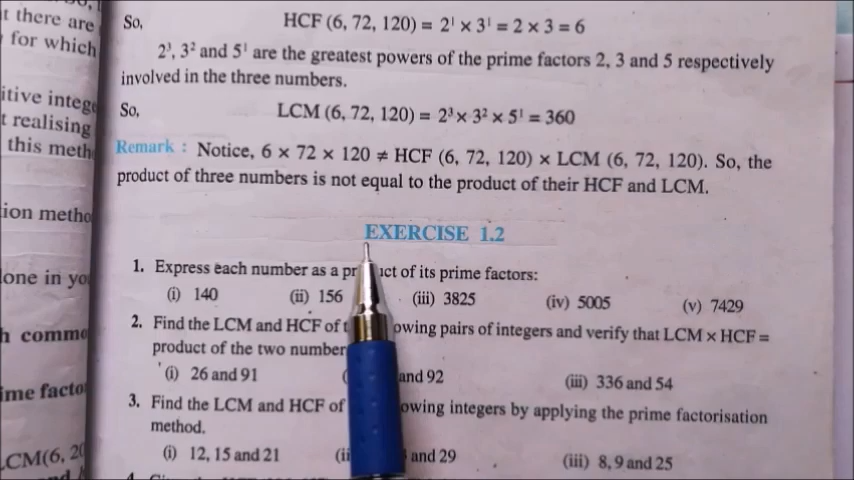 t there are
for which
itive intege
t realising
this meth
ion metho
lone in yo
h commo
ime facto
LCM(6, 20
So, HCF (6, 72, 120) = 2¹ × 3¹ = 2 × 3 = 6
2³, 3² and 5¹ are the greatest powers of the prime factors 2, 3 and 5 respectively
involved in the three numbers.
So, LCM (6, 72, 120) = 2³ × 3² × 5¹ = 360
Remark : Notice, 6 × 72 × 120 ≠ HCF (6, 72, 120) × LCM (6, 72, 120). So, the
product of three numbers is not equal to the product of their HCF and LCM.
EXERCISE 1.2
1. Express each number as a pr uct of its prime factors:
(i) 140 (ii) 156 (iii) 3825 (iv) 5005 (v) 7429
2. Find the LCM and HCF of t owing pairs of integers and verify that LCM × HCF =
product of the two number
(i) 26 and 91 and 92 (iii) 336 and 54
3. Find the LCM and HCF of owing integers by applying the prime factorisation
method.
(i) 12, 15 and 21 (ii and 29 (iii) 8, 9 and 25